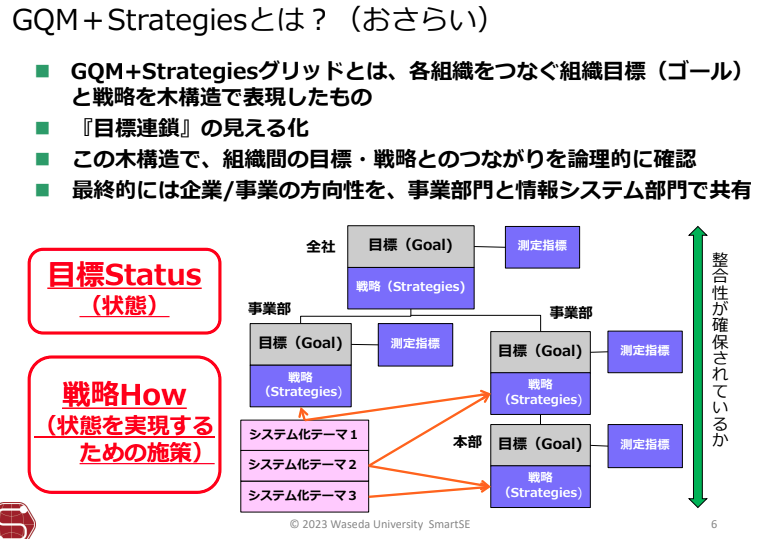 GQM+Strategiesとは？（おさらい）
GQM+Strategiesグリッドとは、各組織をつなぐ組織目標（ゴール）
と戦略を木構造で表現したもの
『目標連鎖』の見える化
この木構造で、組織間の目標・戦略とのつながりを論理的に確認
最終的には企業/事業の方向性を、事業部門と情報システム部門で共有
目標Status
（状態）
戦略How
（状態を実現する
ための施策）
全社
目標（Goal)
測定指標
戦略（Strategies)
事業部
目標（Goal)
測定指標
戦略
（Strategies）
事業部
目標（Goal)
測定指標
戦略
（Strategies）
システム化テーマ１
システム化テーマ２
システム化テーマ３
本部
目標（Goal)
測定指標
戦略
（Strategies）
整合性が確保されているか
© 2023 Waseda University SmartSE
6